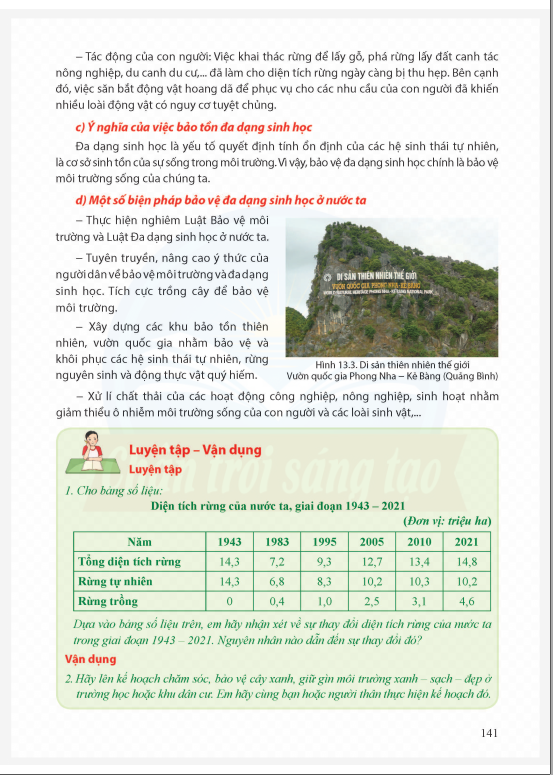 – Tác động của con người: Việc khai thác rừng để lấy gỗ, phá rừng lấy đất canh tác
nông nghiệp, du canh du cư,... đã làm cho diện tích rừng ngày càng bị thu hẹp. Bên cạnh
đó, việc săn bắt động vật hoang dã để phục vụ cho các nhu cầu của con người đã khiến
nhiều loài động vật có nguy cơ tuyệt chủng.
c) Ý nghĩa của việc bảo tồn đa dạng sinh học
Đa dạng sinh học là yếu tố quyết định tính ổn định của các hệ sinh thái tự nhiên,
là cơ sở sinh tồn của sự sống trong môi trường. Vì vậy, bảo vệ đa dạng sinh học chính là bảo vệ
môi trường sống của chúng ta.
d) Một số biện pháp bảo vệ đa dạng sinh học ở nước ta
– Thực hiện nghiêm Luật Bảo vệ môi
trường và Luật Đa dạng sinh học ở nước ta.
– Tuyên truyền, nâng cao ý thức của
người dân về bảo vệ môi trường và đa dạng
sinh học. Tích cực trồng cây để bảo vệ
môi trường.
– Xây dựng các khu bảo tồn thiên
nhiên, vườn quốc gia nhằm bảo vệ và
khôi phục các hệ sinh thái tự nhiên, rừng
nguyên sinh và động thực vật quý hiếm.
DI SẢN THIÊN NHIÊN THẾ GIỚI
VƯỜN QUỐC GIA PHONG NHA - KẺ BÀNG
WORLD NATURAL HERITAGE PHONG NHA - KE BANG NATIONAL PARK
Hình 13.3. Di sản thiên nhiên thế giới
Vườn quốc gia Phong Nha – Kẻ Bàng (Quảng Bình)
– Xử lí chất thải của các hoạt động công nghiệp, nông nghiệp, sinh hoạt nhằm
giảm thiểu ô nhiễm môi trường sống của con người và các loài sinh vật,...
Chân trời sáng tạo
Luyện tập – Vận dụng
Luyện tập
1. Cho bảng số liệu:
Diện tích rừng của nước ta, giai đoạn 1943 – 2021
(Đơn vị: triệu ha)
Năm 1943 1983 1995 2005 2010 2021
Tổng diện tích rừng 14,3 7,2 9,3 12,7 13,4 14,8
Rừng tự nhiên 14,3 6,8 8,3 10,2 10,3 10,2
Rừng trồng 0 0,4 1,0 2,5 3,1 4,6
Dựa vào bảng số liệu trên, em hãy nhận xét về sự thay đổi diện tích rừng của nước ta
trong giai đoạn 1943 – 2021. Nguyên nhân nào dẫn đến sự thay đổi đó?
Vận dụng
2. Hãy lên kế hoạch chăm sóc, bảo vệ cây xanh, giữ gìn môi trường xanh – sạch – đẹp ở
trường học hoặc khu dân cư. Em hãy cùng bạn hoặc người thân thực hiện kế hoạch đó.
141